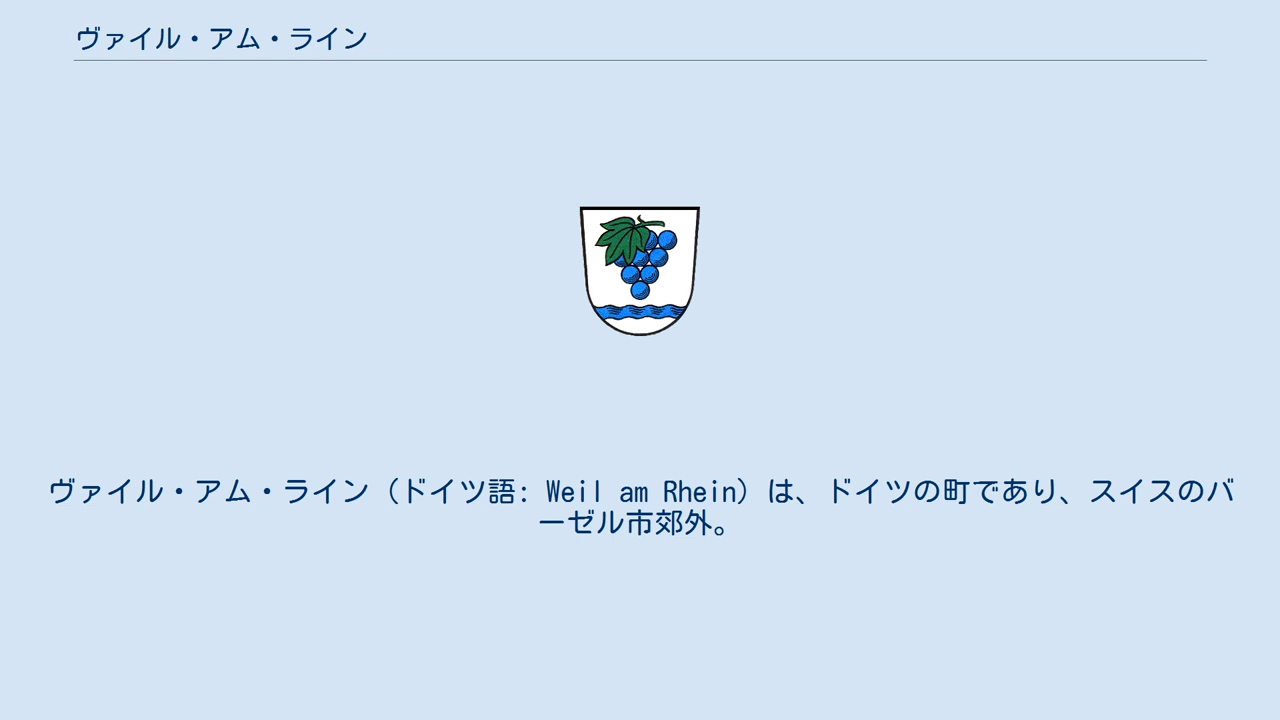 ヴァイル・アム・ライン
ヴァイル・アム・ライン（ドイツ語: Weil am Rhein）は、ドイツの町であり、スイスのバ
ーゼル市郊外。